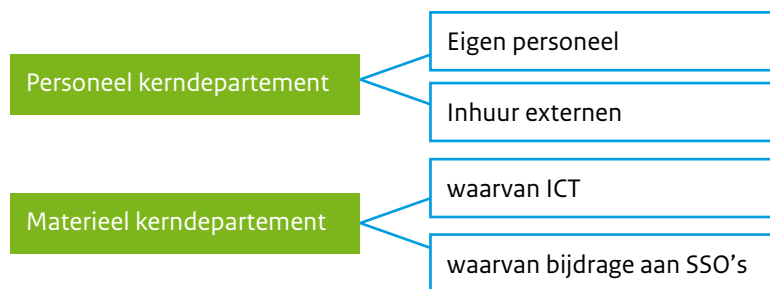 Personeel kerndepartement
Eigen personeel
Inhuur externen
Materieel kerndepartement
waarvan ICT
waarvan bijdrage aan SSO’s